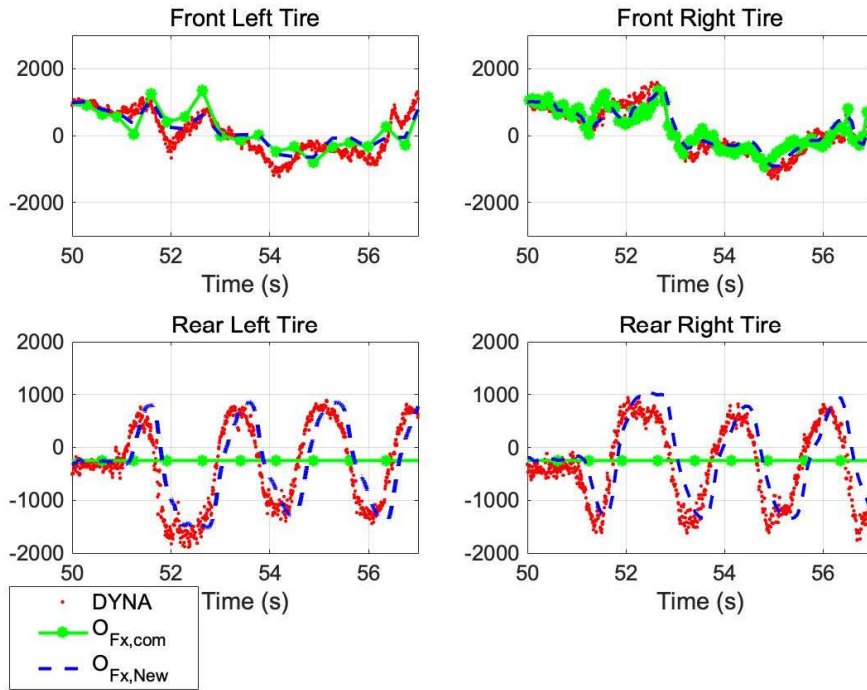 Front Left Tire
2000
0
-2000
50 52 54 56
Time (s)
Front Right Tire
2000
0
-2000
50 52 54 56
Time (s)
Rear Left Tire
2000
1000
0
-1000
-2000
50 52 54 56
Time (s)
Rear Right Tire
2000
1000
0
-1000
-2000
50 52 54 56
Time (s)
DYNA
O_Fx,com
O_Fx,New